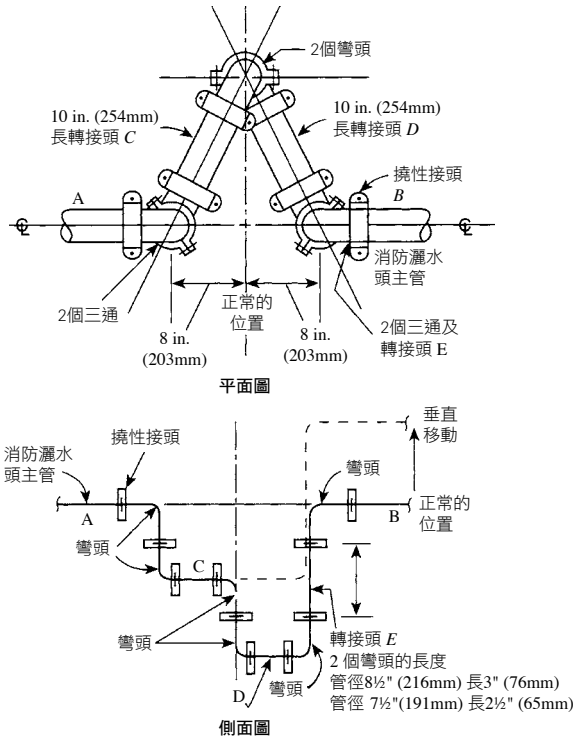 2個彎頭
10 in. (254mm)
長轉接頭 C
10 in. (254mm)
長轉接頭 D
A
撓性接頭
B
℄
℄
消防灑水
頭主管
2個三通
正常的
位置
8 in.
(203mm)
8 in.
(203mm)
2個三通及
轉接頭 E
平面圖
垂直
移動
撓性接頭
消防灑水
頭主管
彎頭
A
B
正常的
位置
彎頭
C
彎頭
轉接頭 E
2 個彎頭的長度
管徑8½" (216mm) 長3" (76mm)
管徑 7½"(191mm) 長2½" (65mm)
D
彎頭
側面圖